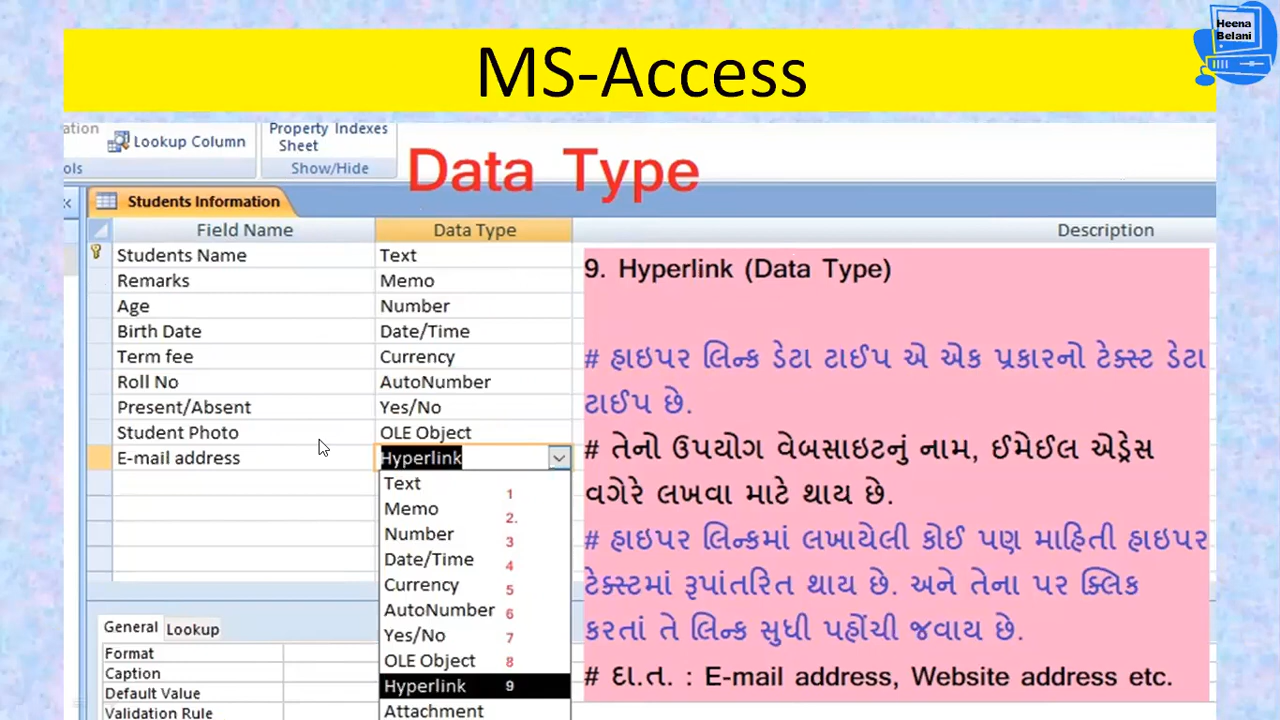 Heena
Belani
MS-Access
ation
Lookup Column
Property Indexes
Sheet
ols
Show/Hide
Data Type
Students Information
Field Name Data Type Description
Students Name Text
Remarks Memo
Age Number
Birth Date Date/Time
Term fee Currency
Roll No AutoNumber
Present/Absent Yes/No
Student Photo OLE Object
E-mail address Hyperlink
Text 1
Memo 2.
Number 3
Date/Time 4
Currency 5
AutoNumber 6
Yes/No 7
OLE Object 8
Hyperlink 9
Attachment
General Lookup
Format
Caption
Default Value
Validation Rule
9. Hyperlink (Data Type)
# હાઇપર લિન્ક ડેટા ટાઈપ એ એક પ્રકારનો ટેક્સ્ટ ડેટા
ટાઈપ છે.
# તેનો ઉપયોગ વેબસાઇટનું નામ, ઈમેઈલ એડ્રેસ
વગેરે લખવા માટે થાય છે.
# હાઇપર લિન્કમાં લખાયેલી કોઈ પણ માહિતી હાઇપર
ટેક્સ્ટમાં રૂપાંતરિત થાય છે. અને તેના પર ક્લિક
કરતાં તે લિન્ક સુધી પહોંચી જવાય છે.
# દા.ત. : E-mail address, Website address etc.